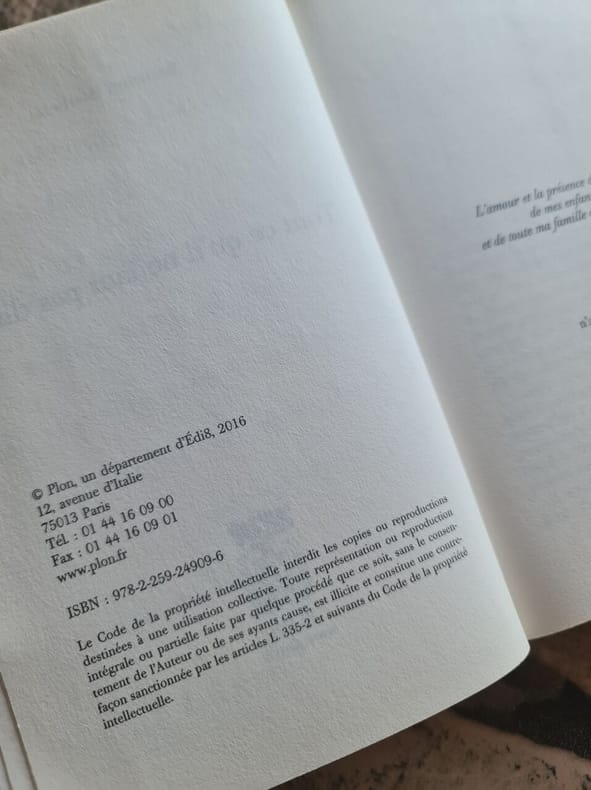 © Plon, un département d'Édi8, 2016
12, avenue d'Italie
75013 Paris
Tél. : 01 44 16 09 00
Fax : 01 44 16 09 01
www.plon.fr
ISBN : 978-2-259-24909-6
Le Code de la propriété intellectuelle interdit les copies ou reproductions
destinées à une utilisation collective. Toute représentation ou reproduction
intégrale ou partielle faite par quelque procédé que ce soit, sans le consen-
tement de l'Auteur ou de ses ayants cause, est illicite et constitue une contre-
façon sanctionnée par les articles L. 335-2 et suivants du Code de la propriété
intellectuelle.
L'amour et la présence
de mes enfan
et de toute ma famille